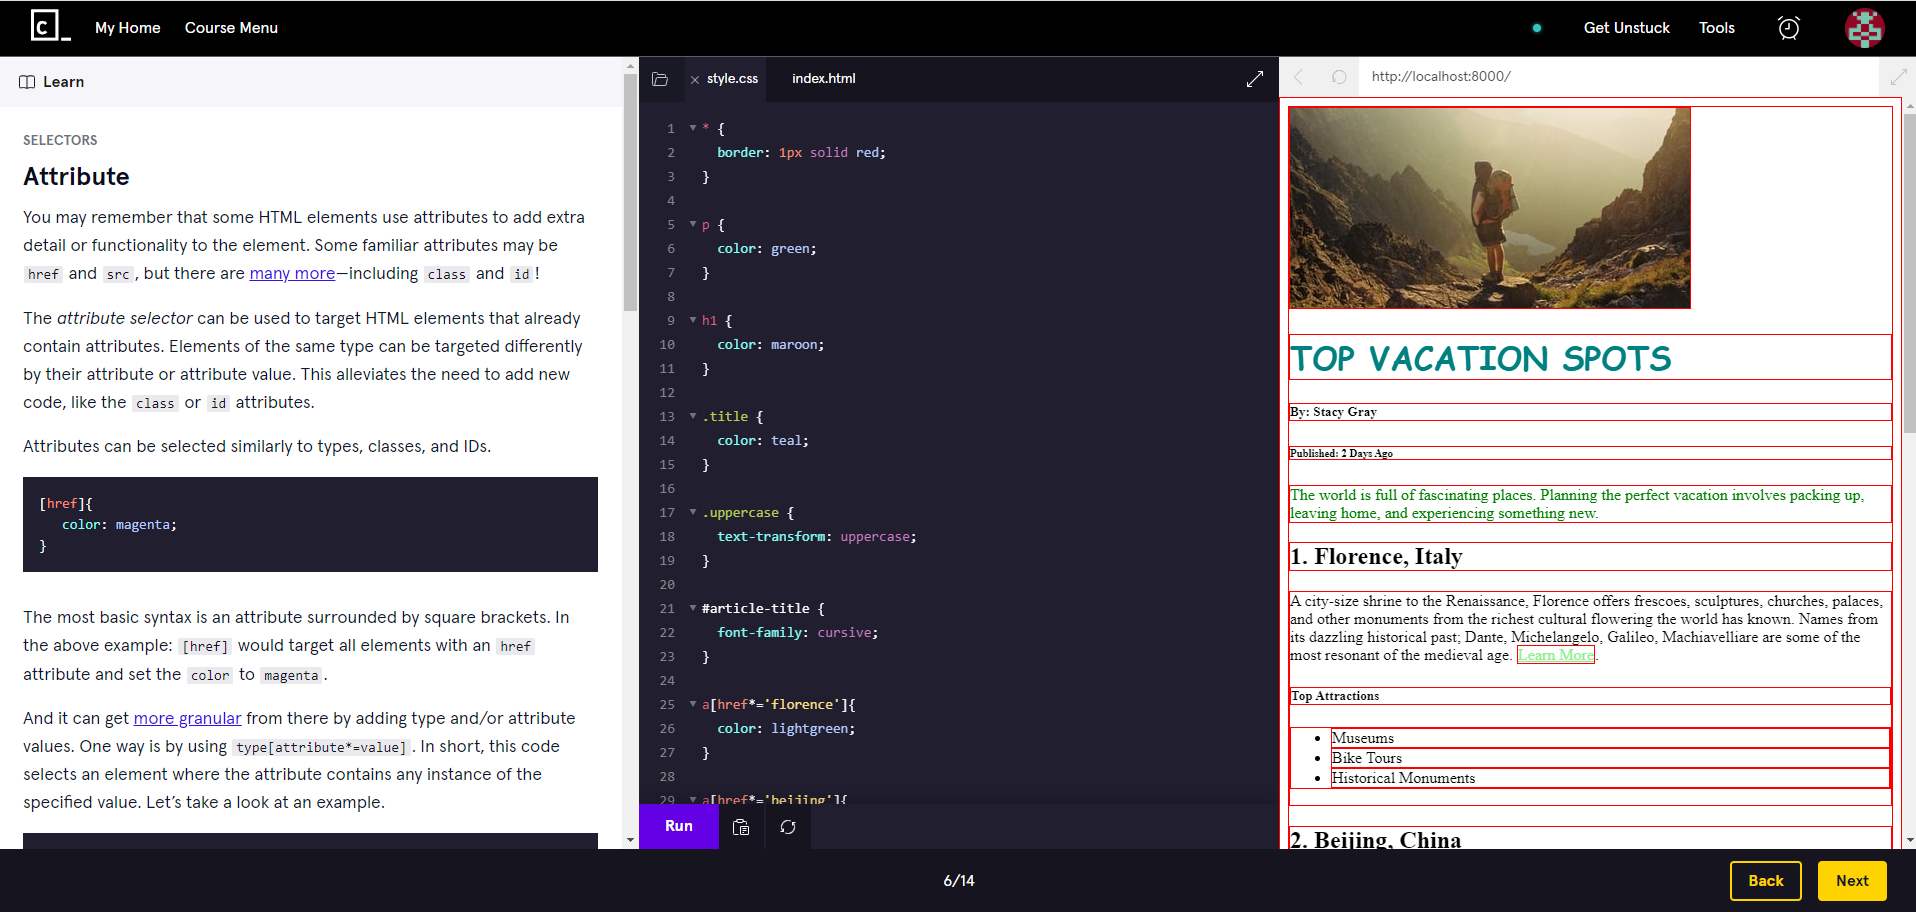 C_
My Home
Course Menu
Get Unstuck
Tools
Learn
SELECTORS
Attribute
You may remember that some HTML elements use attributes to add extra
detail or functionality to the element. Some familiar attributes may be
href and src, but there are many more—including class and id!
The attribute selector can be used to target HTML elements that already
contain attributes. Elements of the same type can be targeted differently
by their attribute or attribute value. This alleviates the need to add new
code, like the class or id attributes.
Attributes can be selected similarly to types, classes, and IDs.
[href]{
color: magenta;
}
The most basic syntax is an attribute surrounded by square brackets. In
the above example: [href] would target all elements with an href
attribute and set the color to magenta.
And it can get more granular from there by adding type and/or attribute
values. One way is by using type[attribute*=value]. In short, this code
selects an element where the attribute contains any instance of the
specified value. Let’s take a look at an example.
style.css
index.html
1 * {
2 border: 1px solid red;
3 }
4
5 p {
6 color: green;
7 }
8
9 h1 {
10 color: maroon;
11 }
12
13 .title {
14 color: teal;
15 }
16
17 .uppercase {
18 text-transform: uppercase;
19 }
20
21 #article-title {
22 font-family: cursive;
23 }
24
25 a[href*='florence']{
26 color: lightgreen;
27 }
28
29 a[href*='beijing']{
Run
http://localhost:8000/
TOP VACATION SPOTS
By: Stacy Gray
Published: 2 Days Ago
The world is full of fascinating places. Planning the perfect vacation involves packing up,
leaving home, and experiencing something new.
1. Florence, Italy
A city-size shrine to the Renaissance, Florence offers frescoes, sculptures, churches, palaces,
and other monuments from the richest cultural flowering the world has known. Names from
its dazzling historical past; Dante, Michelangelo, Galileo, Machiavelliare are some of the
most resonant of the medieval age. Learn More.
Top Attractions
Museums
Bike Tours
Historical Monuments
2. Beijing, China
6/14
Back
Next